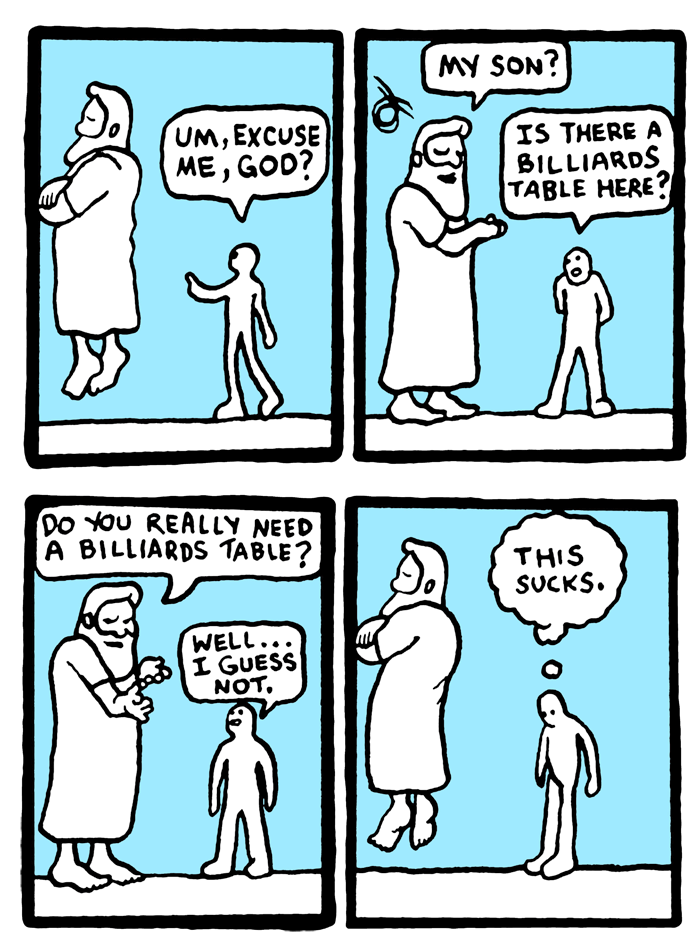 UM, EXCUSE
ME, GOD?
MY SON?
IS THERE A
BILLIARDS
TABLE HERE?
DO YOU REALLY NEED
A BILLIARDS TABLE?
WELL...
I GUESS
NOT.
THIS
SUCKS.